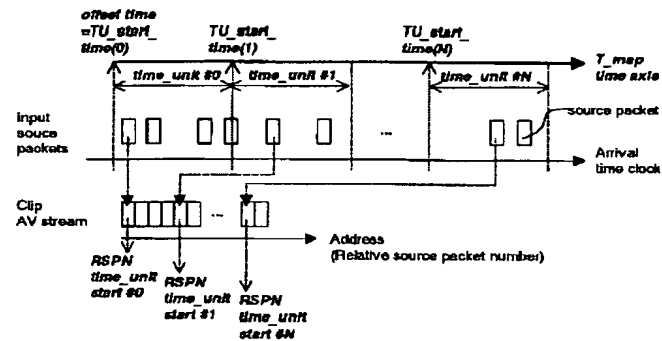 offset time
=TU_start_
time(0)
TU_start_
time(1)
TU_start_
time(N)
T_map
time axis
time_unit #0
time_unit #1
time_unit #N
input
souce
packets
...
source packet
Arrival
time clock
Clip
AV stream
...
Address
(Relative source packet number)
RSPN
time_unit
start #0
RSPN
time_unit
start #1
RSPN
time_unit
start #N